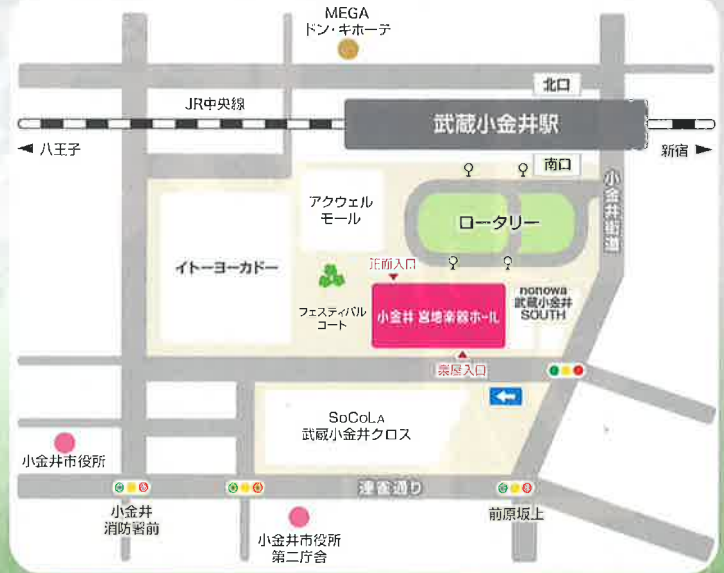 MEGA
ドン・キホーテ
北口
JR中央線
武蔵小金井駅
八王子
新宿
南口
小金井街道
アクウェル
モール
ロータリー
イトーヨーカドー
正面入口
フェスティバル
コート
小金井 宮地楽器ホール
nonowa
武蔵小金井
SOUTH
楽屋入口
SoCoLA
武蔵小金井クロス
小金井市役所
連雀通り
小金井
消防署前
前原坂上
小金井市役所
第二庁舎